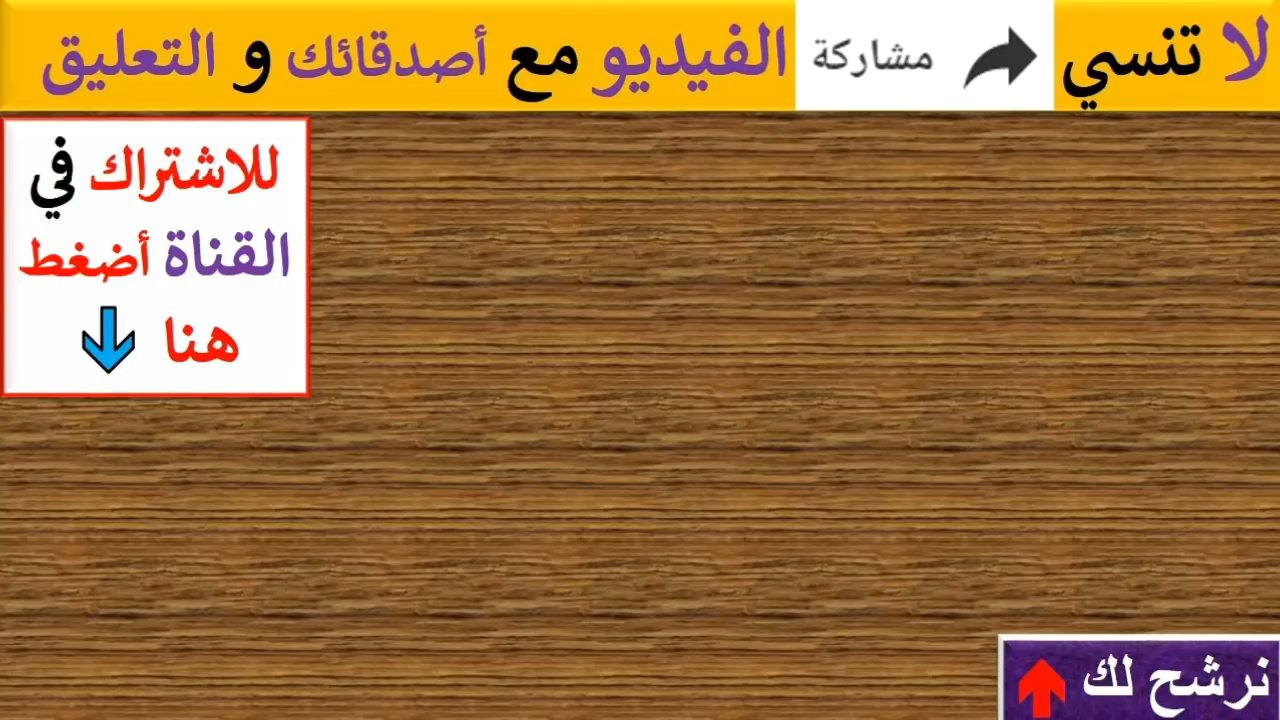 لا تنسي مشاركة الفيديو مع أصدقائك و التعليق
للاشتراك في
القناة أضغط
هنا
نرشح لك